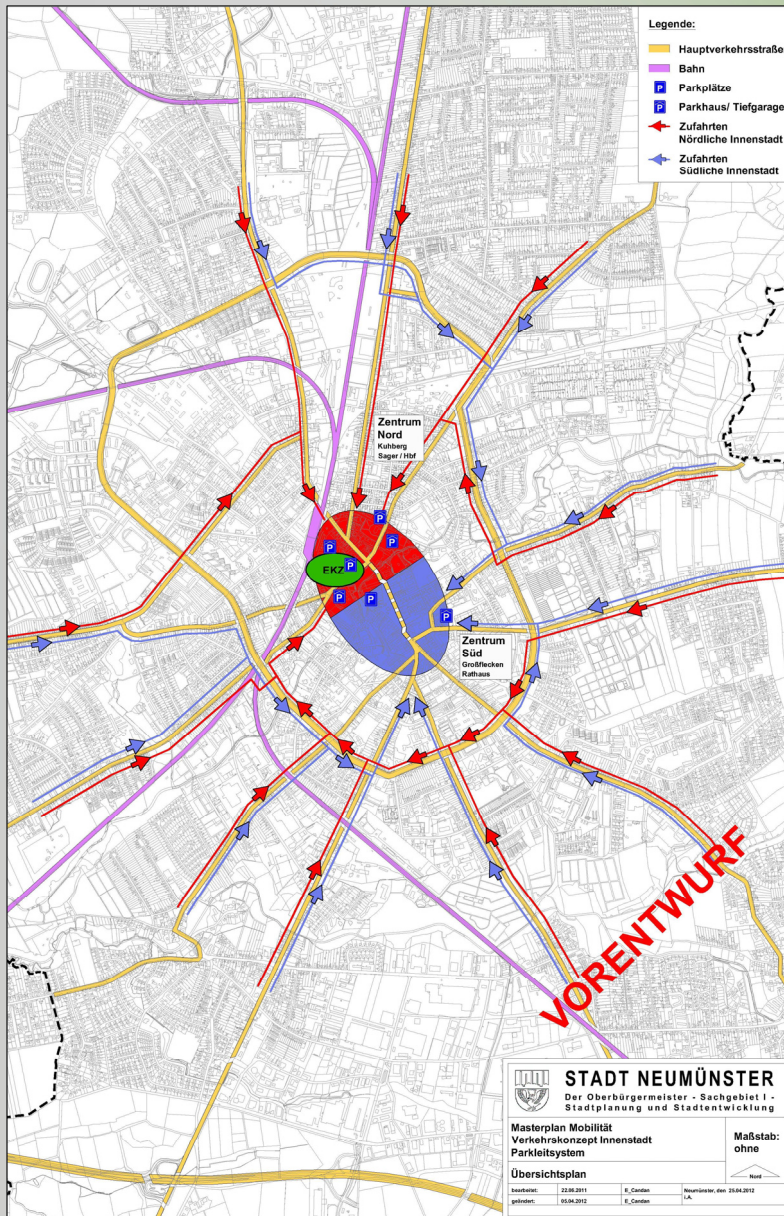 Legende:
Hauptverkehrsstraße
Bahn
P Parkplätze
P Parkhaus/ Tiefgarage
Zufahrten
Nördliche Innenstadt
Zufahrten
Südliche Innenstadt
Zentrum
Nord
Kuhberg
Sager / Hbf
P
P
P
EKZ
P
P
P
P
Zentrum
Süd
Großflecken
Rathaus
VORENTWURF
STADT NEUMÜNSTER
Der Oberbürgermeister - Sachgebiet I -
Stadtplanung und Stadtentwicklung
Masterplan Mobilität
Verkehrskonzept Innenstadt
Parkleitsystem
Maßstab:
ohne
Übersichtsplan
Nord
bearbeitet: 22.08.2011 E_Candan Neumünster, den 25.04.2012
i.A.
geändert: 05.04.2012 E_Candan